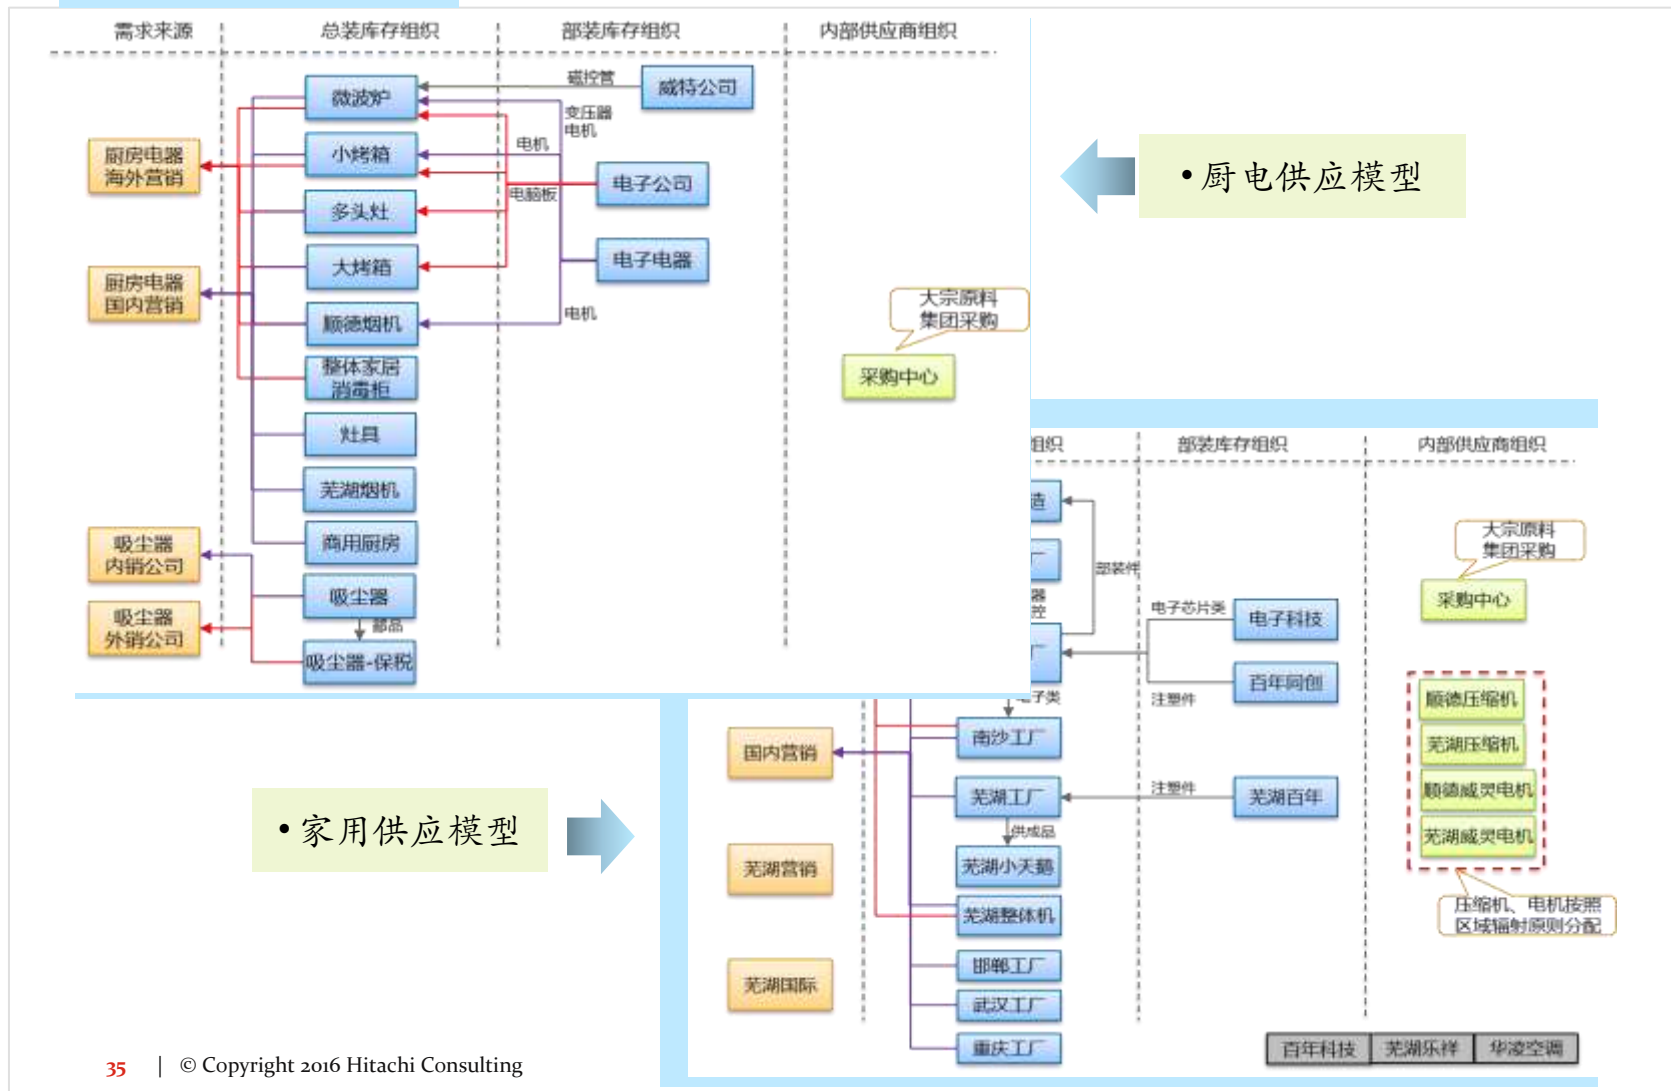 需求来源
总装库存组织
部装库存组织
内部供应商组织
微波炉
磁控管
威特公司
变压器
电机
厨房电器
海外营销
小烤箱
电机
电子公司
电脑板
多头灶
大烤箱
电子电器
厨房电器
国内营销
顺德烟机
电机
大宗原料
集团采购
采购中心
整体家居
消毒柜
灶具
芜湖烟机
商用厨房
吸尘器
内销公司
吸尘器
部品
吸尘器
外销公司
吸尘器-保税
• 厨电供应模型
组织
部装库存组织
内部供应商组织
造
厂
部装件
器
控
厂
电子芯片类
电子科技
百年同创
注塑件
大宗原料
集团采购
采购中心
子类
国内营销
南沙工厂
芜湖工厂
注塑件
芜湖百年
供成品
芜湖营销
芜湖小天鹅
芜湖整体机
邯郸工厂
芜湖国际
武汉工厂
重庆工厂
顺德压缩机
芜湖压缩机
顺德威灵电机
芜湖威灵电机
压缩机、电机按照
区域辐射原则分配
百年科技
芜湖乐祥
华凌空调
• 家用供应模型
35 | © Copyright 2016 Hitachi Consulting